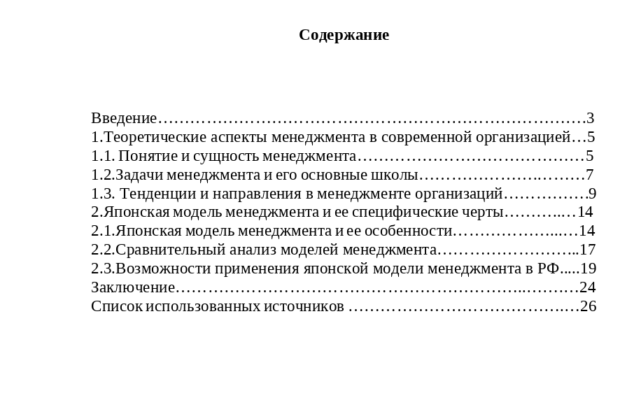 Содержание
Введение…………………………………………………………………….3
1.Теоретические аспекты менеджмента в современной организацией…5
1.1. Понятие и сущность менеджмента……………………………………5
1.2.Задачи менеджмента и его основные школы…………………..………7
1.3. Тенденции и направления в менеджменте организаций…………….9
2.Японская модель менеджмента и ее специфические черты………..…14
2.1.Японская модель менеджмента и ее особенности………………...…14
2.2.Сравнительный анализ моделей менеджмента……………………..17
2.3.Возможности применения японской модели менеджмента в РФ.....19
Заключение………………………………………………………..…….…24
Список использованных источников ………………………………….…26